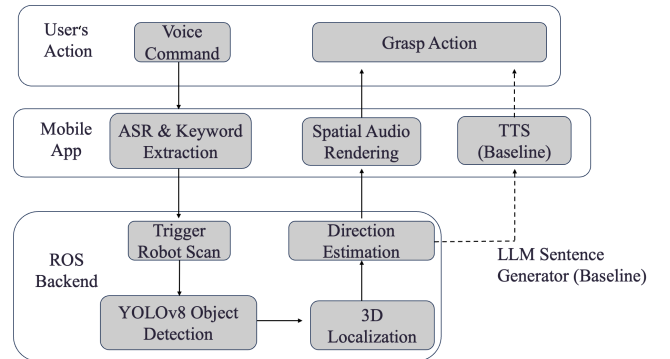 User's
Action
Voice
Command
Grasp Action
Mobile
App
ASR & Keyword
Extraction
Spatial Audio
Rendering
TTS
(Baseline)
ROS
Backend
Trigger
Robot Scan
Direction
Estimation
LLM Sentence
Generator (Baseline)
YOLOv8 Object
Detection
3D
Localization